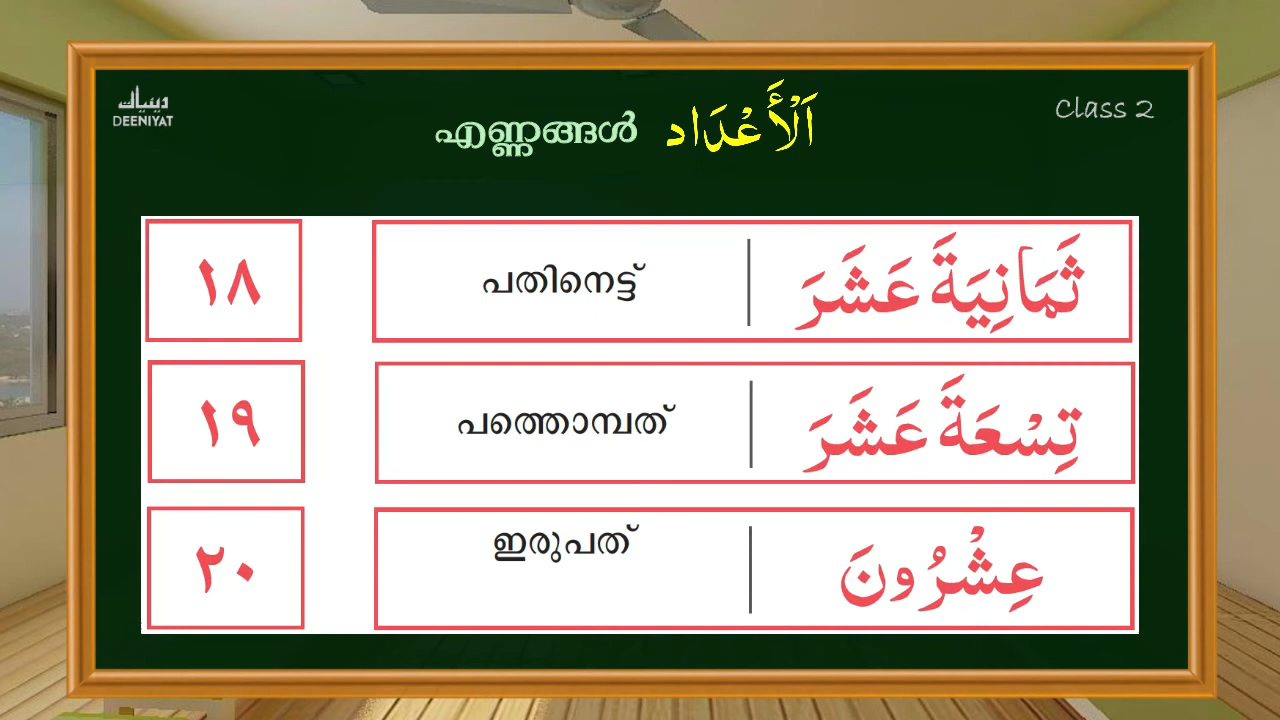 دينيات
DEENIYAT
Class 2
എണ്ണങ്ങൾ اَلْأَعْدَاد
١٨ പതിനെട്ട് ثَمَانِيَةَ عَشَرَ
١٩ പത്തൊമ്പത് تِسْعَةَ عَشَرَ
٢٠ ഇരുപത് عِشْرُونَ